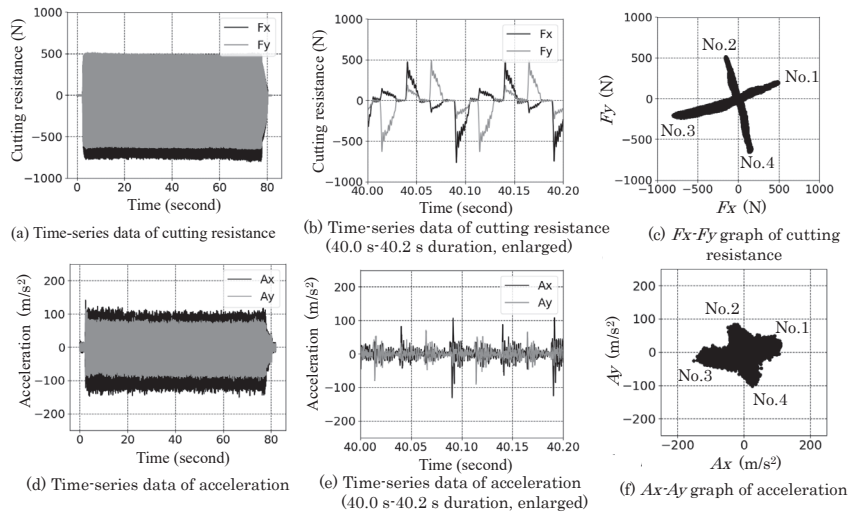 Cutting resistance (N)
1000
500
0
−500
−1000
0 20 40 60 80
Time (second)
Fx
Fy
(a) Time-series data of cutting resistance
Cutting resistance (N)
1000
500
0
−500
−1000
40.00 40.05 40.10 40.15 40.20
Time (second)
Fx
Fy
(b) Time-series data of cutting resistance
(40.0 s-40.2 s duration, enlarged)
Fy (N)
1000
500
0
−500
−1000
−1000 −500 0 500 1000
Fx (N)
No.2
No.1
No.3
No.4
(c) Fx-Fy graph of cutting
resistance
Acceleration (m/s²)
200
100
0
−100
−200
0 20 40 60 80
Time (second)
Ax
Ay
(d) Time-series data of acceleration
Acceleration (m/s²)
200
100
0
−100
−200
40.00 40.05 40.10 40.15 40.20
Time (second)
Ax
Ay
(e) Time-series data of acceleration
(40.0 s-40.2 s duration, enlarged)
Ay (m/s²)
200
100
0
−100
−200
−200 0 200
Ax (m/s²)
No.2
No.1
No.3
No.4
(f) Ax-Ay graph of acceleration